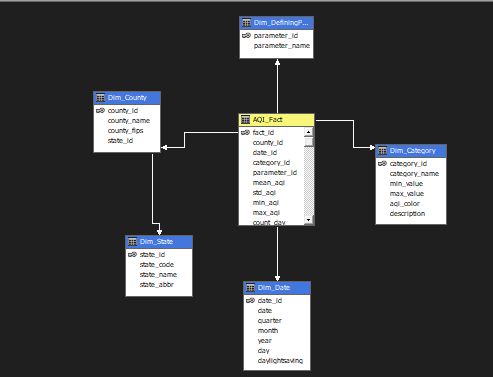 Dim_DefiningP...
parameter_id
parameter_name
Dim_County
county_id
county_name
county_fips
state_id
AQI_Fact
fact_id
county_id
date_id
category_id
parameter_id
mean_aqi
std_aqi
min_aqi
max_aqi
count_day
Dim_Category
category_id
category_name
min_value
max_value
aqi_color
description
Dim_State
state_id
state_code
state_name
state_abbr
Dim_Date
date_id
date
quarter
month
year
day
daylightsaving